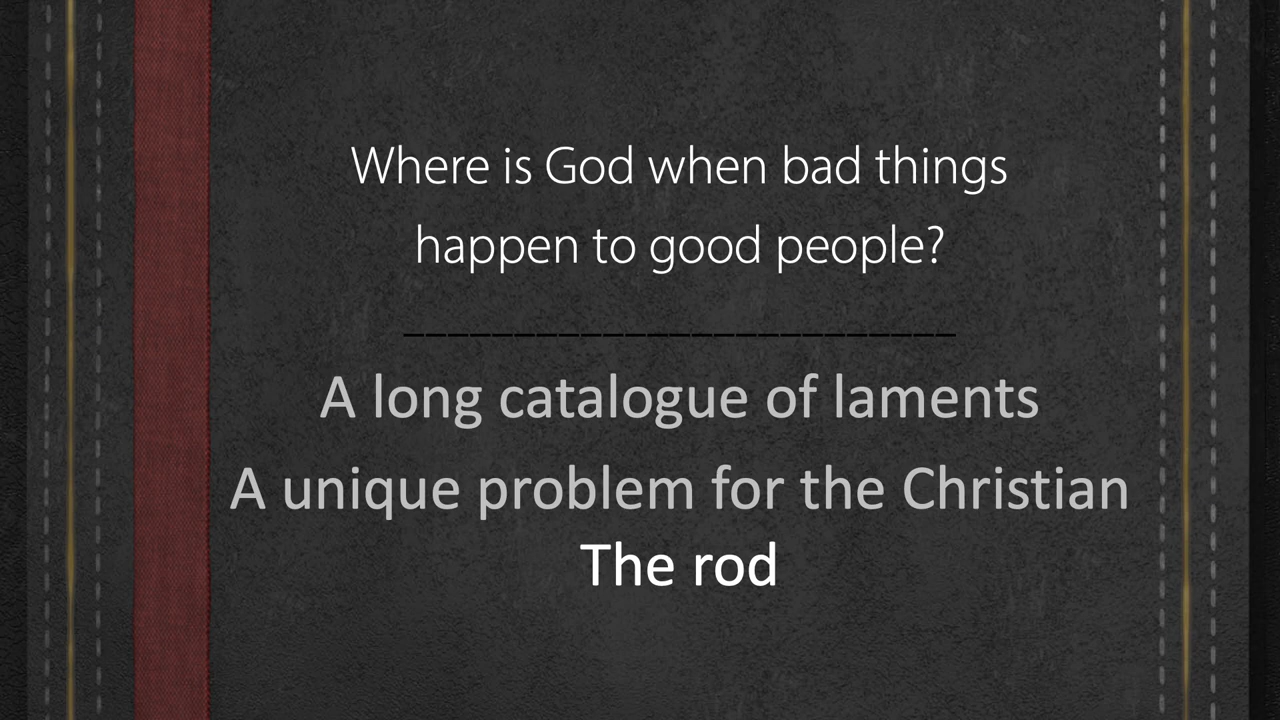 Where is God when bad things
happen to good people?
A long catalogue of laments
A unique problem for the Christian
The rod